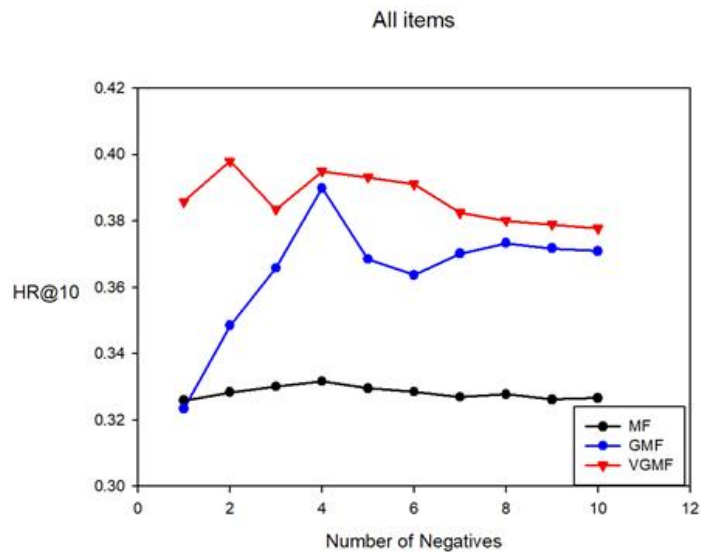 All items
0.42
0.40
0.38
0.36
0.34
0.32
0.30
HR@10
0 2 4 6 8 10 12
Number of Negatives
MF
GMF
VGMF